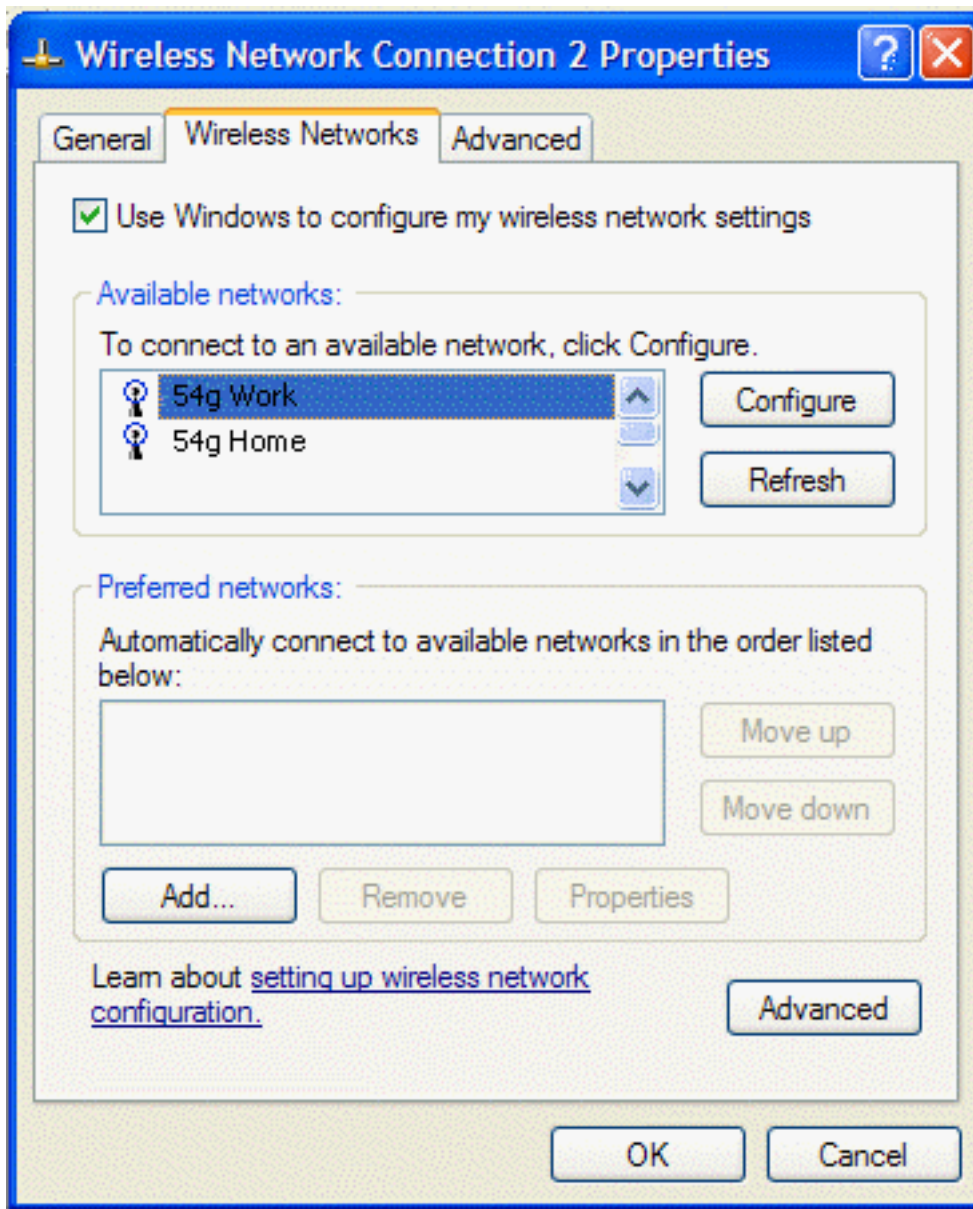 Wireless Network Connection 2 Properties
General Wireless Networks Advanced
Use Windows to configure my wireless network settings
Available networks:
To connect to an available network, click Configure.
54g Work
54g Home
Configure
Refresh
Preferred networks:
Automatically connect to available networks in the order listed
below:
Move up
Move down
Add... Remove Properties
Learn about setting up wireless network
configuration.
Advanced
OK Cancel